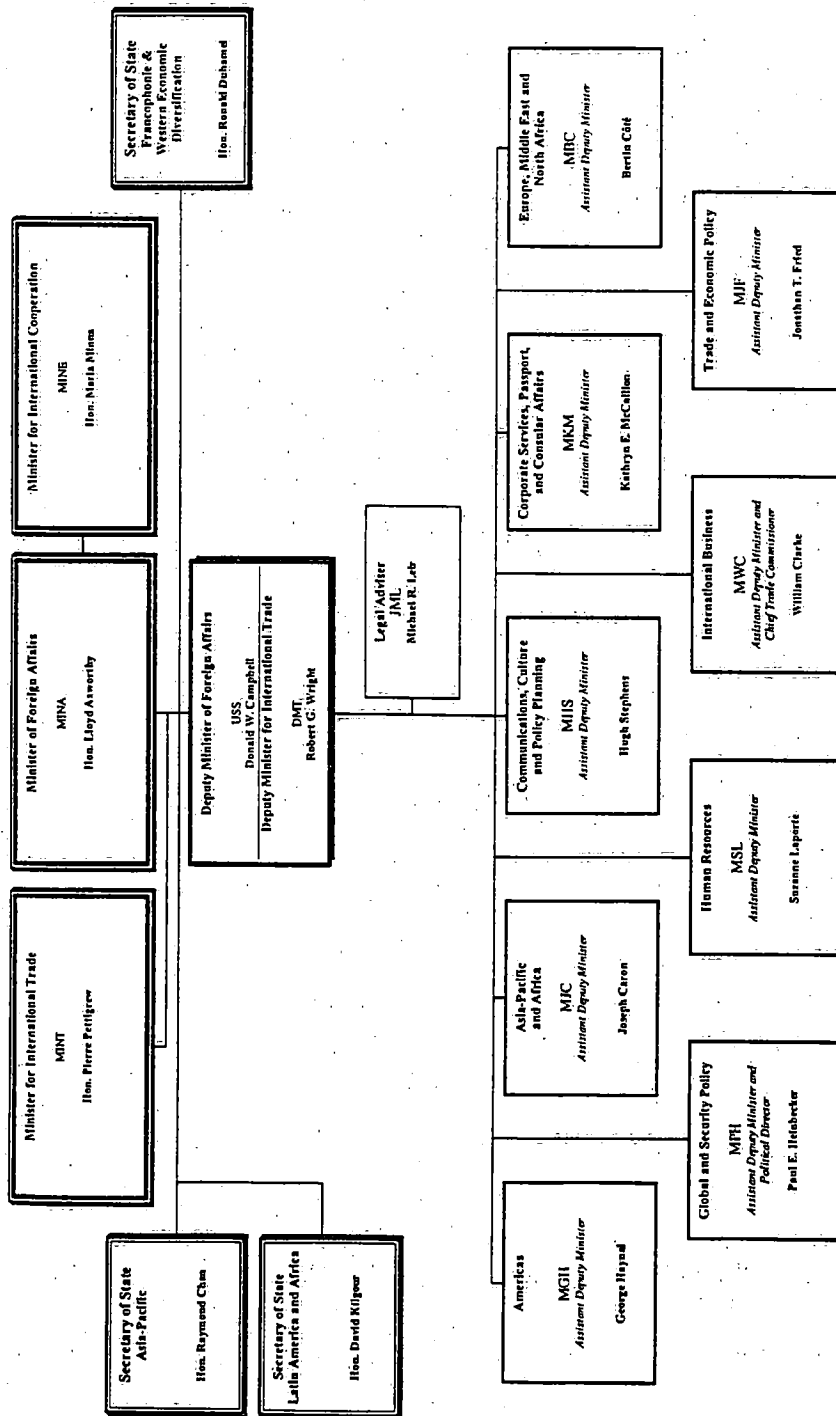 Minister for International Trade
MINT
Hon. Pierre Pettigrew
Minister of Foreign Affairs
MINA
Hon. Lloyd Axworthy
Minister for International Cooperation
MINE
Hon. Maria Minna
Secretary of State
Asia-Pacific
Hon. Raymond Chan
Secretary of State
Francophonie &
Western Economic
Diversification
Hon. Ronald Duhamel
Secretary of State
Latin America and Africa
Hon. David Kilgour
Deputy Minister of Foreign Affairs
USS
Donald W. Campbell
Deputy Minister for International Trade
DMT
Robert G. Wright
Legal Adviser
JML
Michael R. Leir
Americas
MGH
Assistant Deputy Minister
George Haynal
Asia-Pacific
and Africa
MJC
Assistant Deputy Minister
Joseph Caron
Communications, Culture
and Policy Planning
MHS
Assistant Deputy Minister
Hugh Stephens
Corporate Services, Passport,
and Consular Affairs
MKM
Assistant Deputy Minister
Kathryn E. McCallion
Europe, Middle East and
North Africa
MBC
Assistant Deputy Minister
Bertin Côté
Global and Security Policy
MPH
Assistant Deputy Minister and
Political Director
Paul E. Heinbecker
Human Resources
MSL
Assistant Deputy Minister
Suzanne Laporte
International Business
MWC
Assistant Deputy Minister and
Chief Trade Commissioner
William Clarke
Trade and Economic Policy
MJF
Assistant Deputy Minister
Jonathan T. Fried